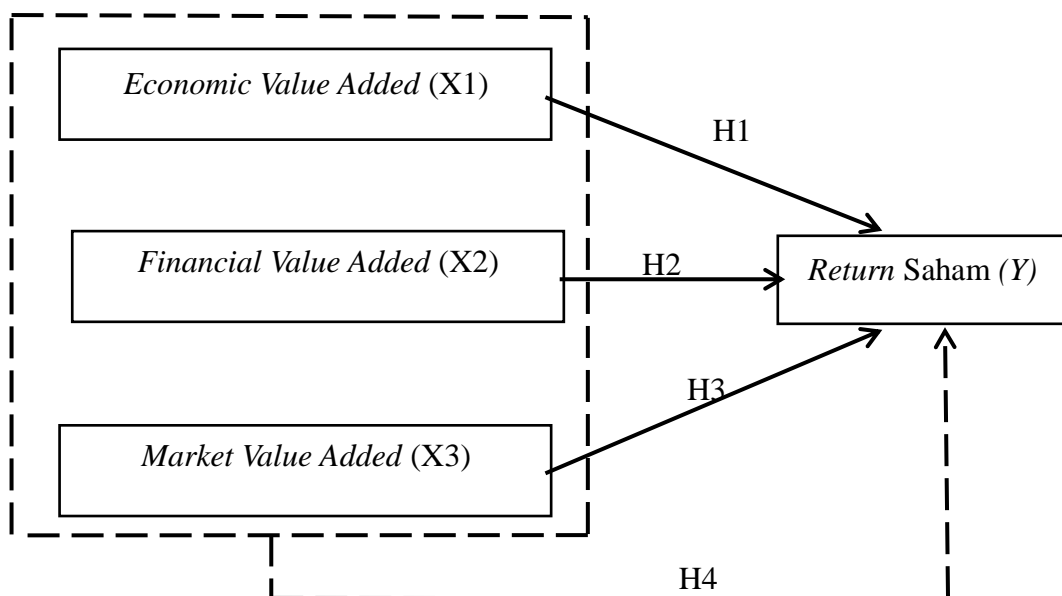 Economic Value Added (X1)
H1
Financial Value Added (X2)
H2
Return Saham (Y)
H3
Market Value Added (X3)
H4